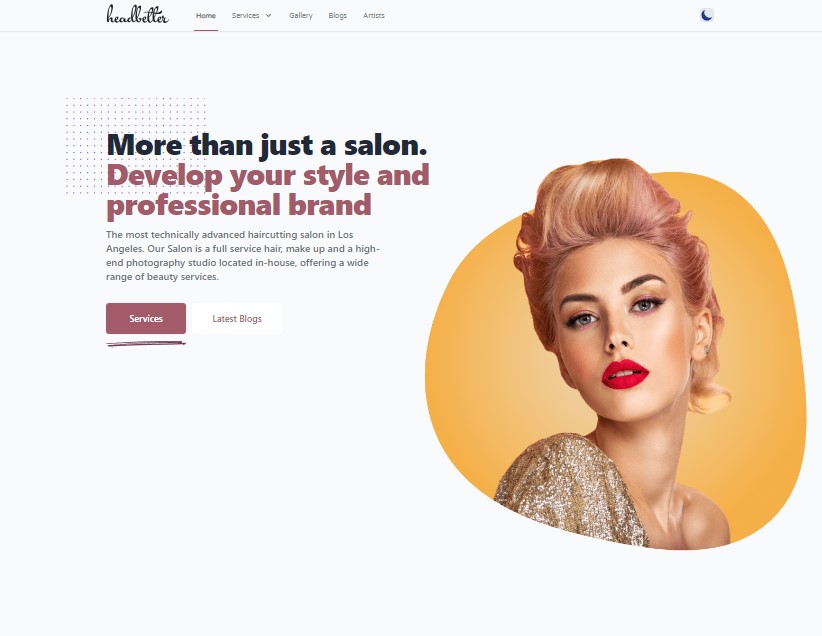 headbetter
Home Services Gallery Blogs Artists
More than just a salon.
Develop your style and
professional brand
The most technically advanced haircutting salon in Los
Angeles. Our Salon is a full service hair, make up and a high-
end photography studio located in-house, offering a wide
range of beauty services.
Services Latest Blogs